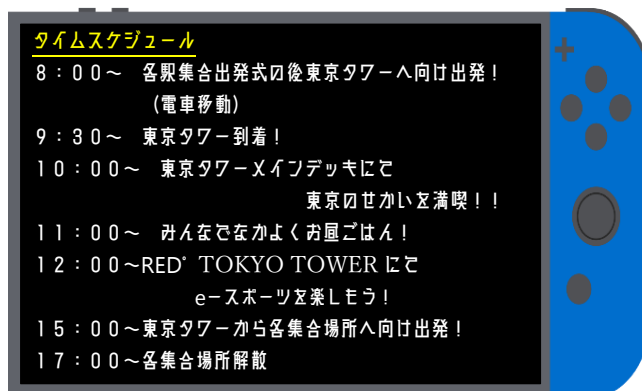 タイムスケジュール
8：00～ 各駅集合出発式の後東京タワーへ向け出発！
(電車移動)
9：30～ 東京タワー到着！
10：00～ 東京タワーメインデッキにて
東京のせかいを満喫！！
11：00～ みんなでなかよくお昼ごはん！
12：00～RED° TOKYO TOWER にて
e－スポーツを楽しもう！
15：00～東京タワーから各集合場所へ向け出発！
17：00～各集合場所解散